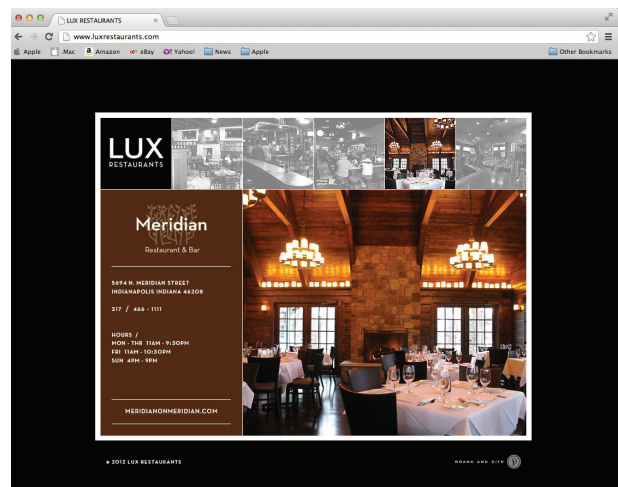 LUX RESTAURANTS
www.luxrestaurants.com
Apple .Mac Amazon eBay Yahoo! News Apple Other Bookmarks
LUX
RESTAURANTS
Meridian
Restaurant & Bar
5694 N. MERIDIAN STREET
INDIANAPOLIS INDIANA 46208
317 / 466 - 1111
HOURS /
MON - THR 11AM - 9:30PM
FRI 11AM - 10:30PM
SUN 4PM - 9PM
MERIDIANONMERIDIAN.COM
© 2012 LUX RESTAURANTS
BRAND AND SITE